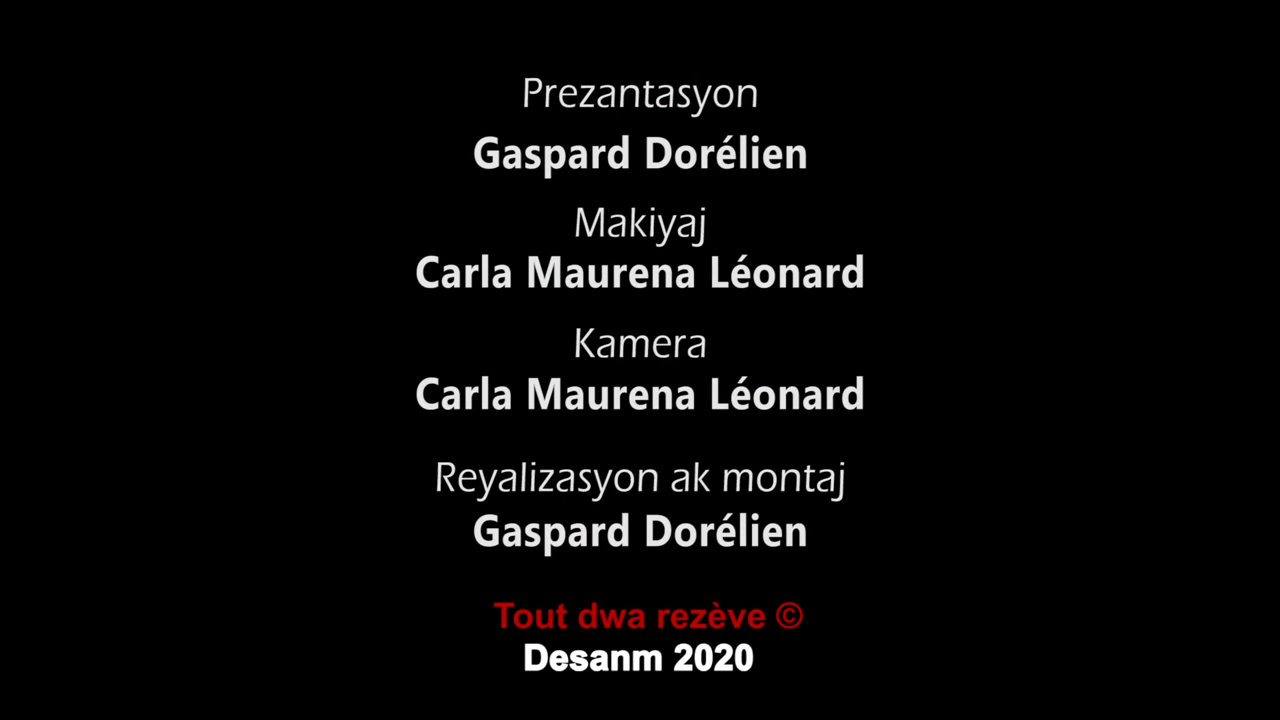 Prezantasyon
Gaspard Dorélien
Makiyaj
Carla Maurena Léonard
Kamera
Carla Maurena Léonard
Reyalizasyon ak montaj
Gaspard Dorélien
Tout dwa rezève ©
Desanm 2020